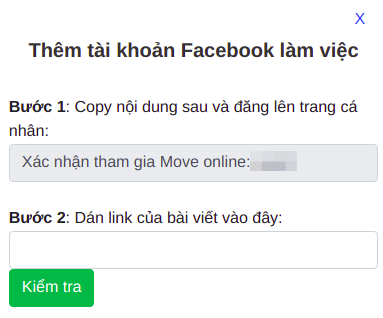 X
Thêm tài khoản Facebook làm việc
Bước 1: Copy nội dung sau và đăng lên trang cá
nhân:
Xác nhận tham gia Move online:
Bước 2: Dán link của bài viết vào đây:
Kiểm tra